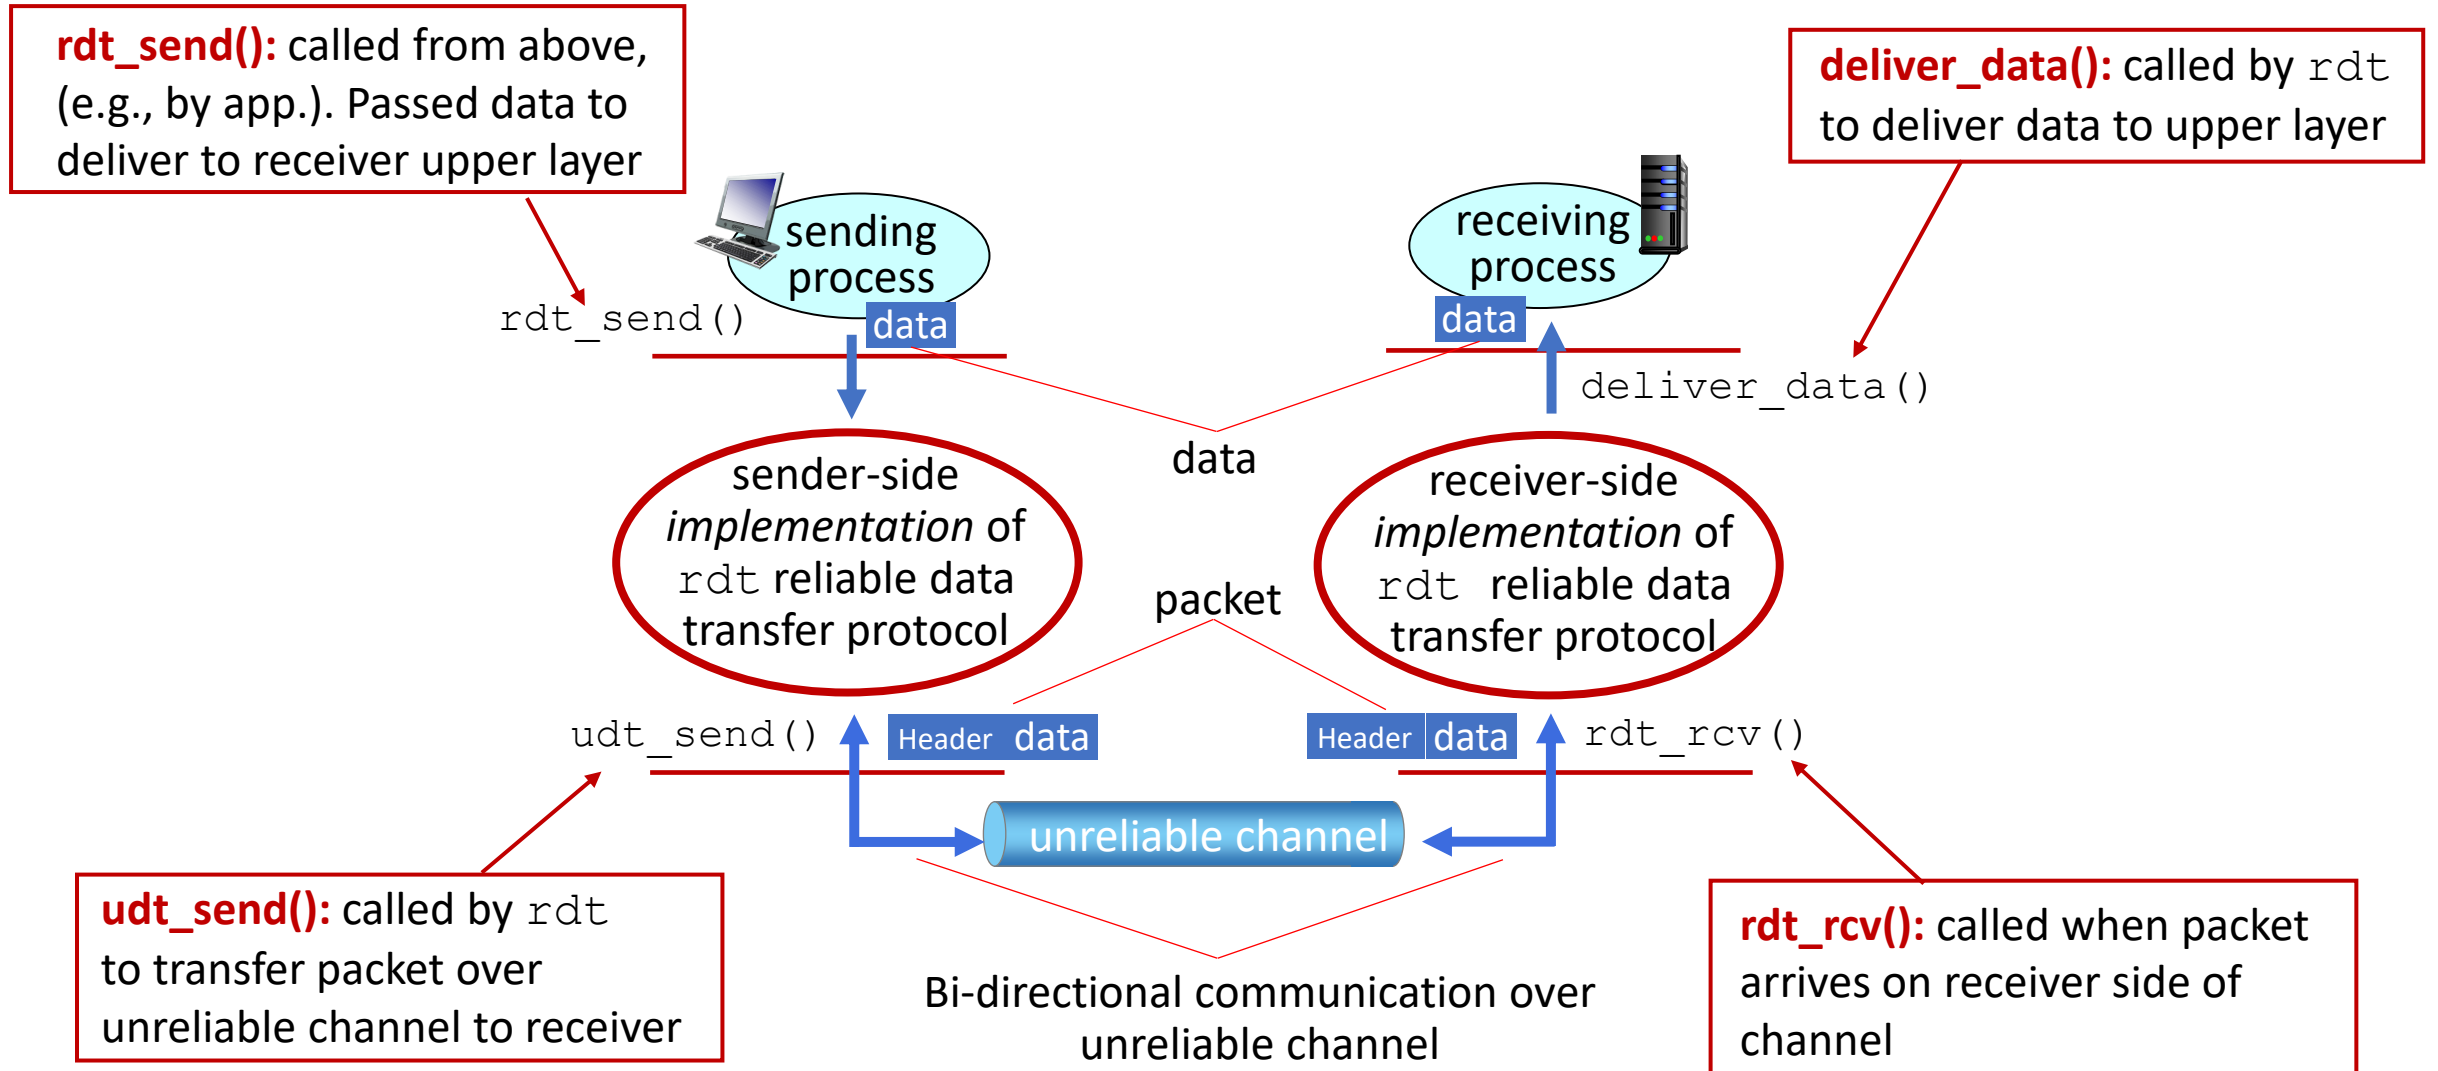 rdt_send(): called from above,
(e.g., by app.). Passed data to
deliver to receiver upper layer
deliver_data(): called by rdt
to deliver data to upper layer
sending
process
receiving
process
rdt_send()
data
data
deliver_data()
data
sender-side
implementation of
rdt reliable data
transfer protocol
receiver-side
implementation of
rdt reliable data
transfer protocol
packet
udt_send()
Header data
Header data
rdt_rcv()
unreliable channel
udt_send(): called by rdt
to transfer packet over
unreliable channel to receiver
Bi-directional communication over
unreliable channel
rdt_rcv(): called when packet
arrives on receiver side of
channel